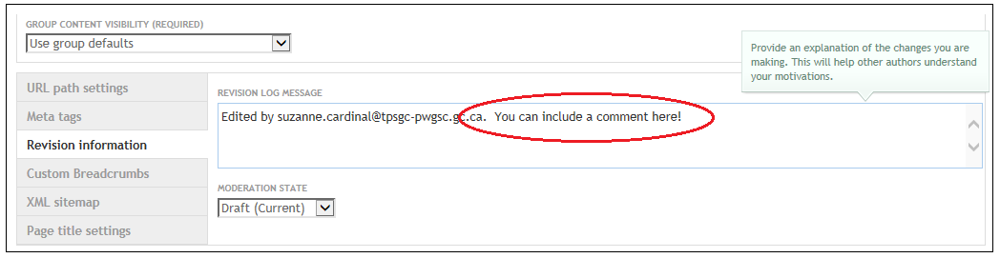 GROUP CONTENT VISIBILITY (REQUIRED)
Use group defaults
Provide an explanation of the changes you are
making. This will help other authors understand
your motivations.
URL path settings
Meta tags
Revision information
Custom Breadcrumbs
XML sitemap
Page title settings
REVISION LOG MESSAGE
Edited by suzanne.cardinal@tpsgc-pwgsc.gc.ca.  You can include a comment here!
MODERATION STATE
Draft (Current)